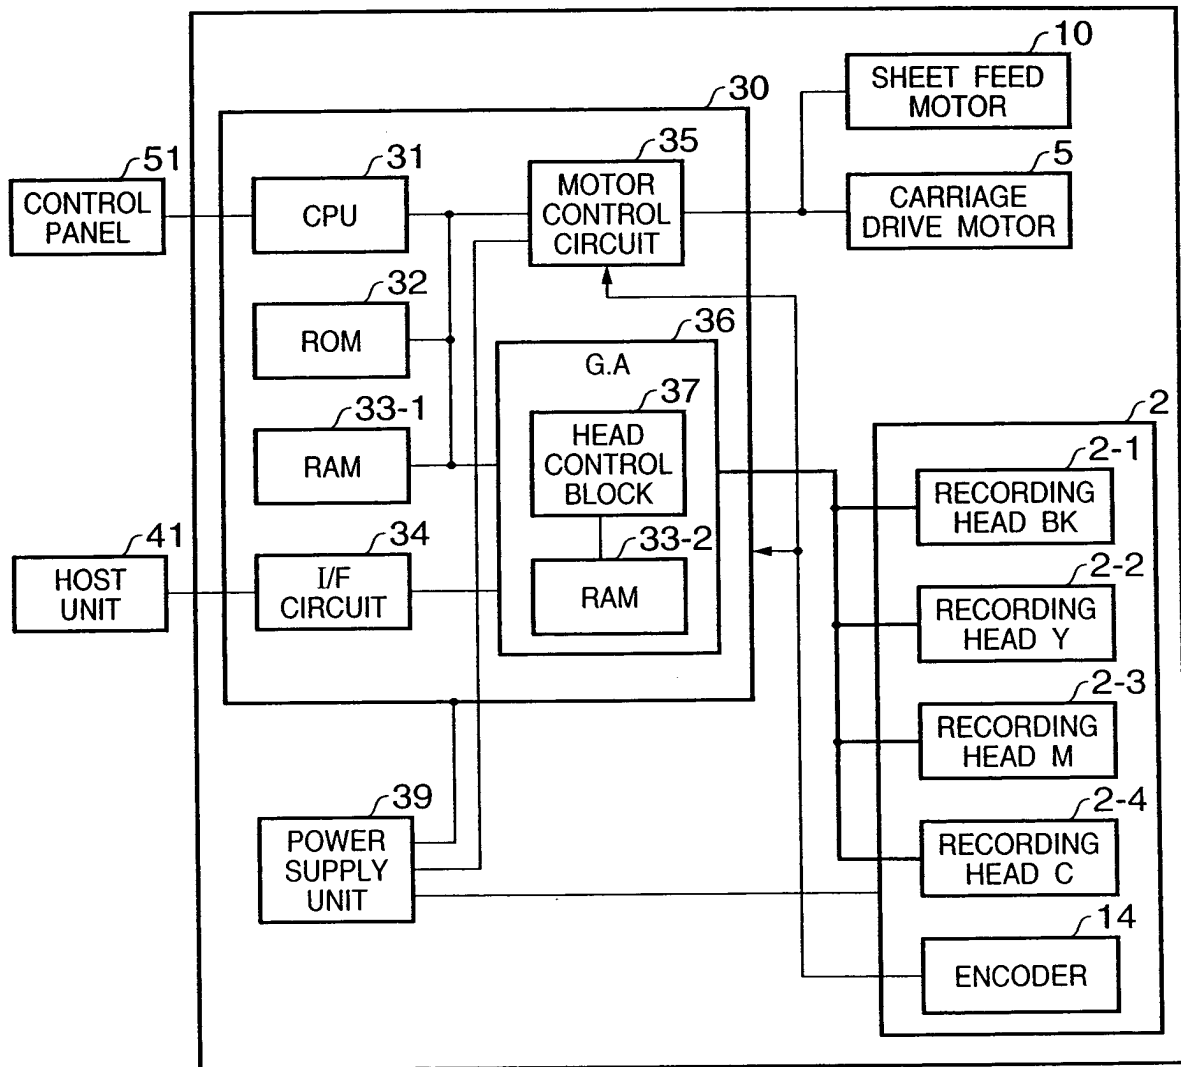 10
SHEET FEED
MOTOR
30
35
5
51
31
MOTOR
CONTROL
CIRCUIT
CARRIAGE
DRIVE MOTOR
CONTROL
PANEL
CPU
32
ROM
36
G.A
33-1
RAM
37
HEAD
CONTROL
BLOCK
2
2-1
RECORDING
HEAD BK
41
HOST
UNIT
34
I/F
CIRCUIT
33-2
RAM
2-2
RECORDING
HEAD Y
2-3
RECORDING
HEAD M
39
POWER
SUPPLY
UNIT
2-4
RECORDING
HEAD C
14
ENCODER